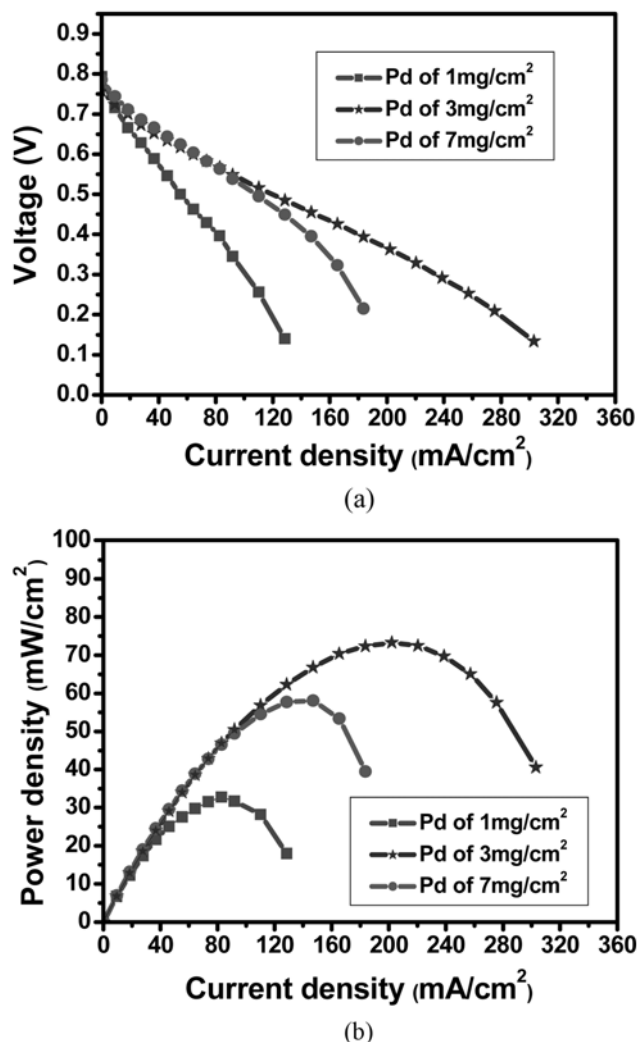 0.9
0.8
0.7
0.6
0.5
0.4
0.3
0.2
0.1
0.0
Voltage (V)
Pd of 1mg/cm²
Pd of 3mg/cm²
Pd of 7mg/cm²
0 40 80 120 160 200 240 280 320 360
Current density (mA/cm²)
(a)
100
90
80
70
60
50
40
30
20
10
0
Power density (mW/cm²)
Pd of 1mg/cm²
Pd of 3mg/cm²
Pd of 7mg/cm²
0 40 80 120 160 200 240 280 320 360
Current density (mA/cm²)
(b)